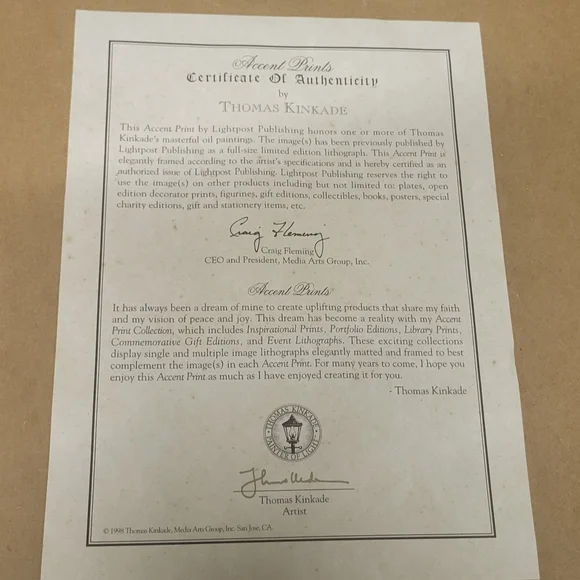 Accent Prints
Certificate Of Authenticity
by
THOMAS KINKADE
This Accent Print by Lightpost Publishing honors one or more of Thomas
Kinkade's masterful oil paintings. The image(s) has been previously published by
Lightpost Publishing as a full-size limited edition lithograph. This Accent Print is
elegantly framed according to the artist's specifications and is hereby certified as an
authorized issue of Lightpost Publishing. Lightpost Publishing reserves the right to
use the image(s) on other products including but not limited to: plates, open
edition decorator prints, figurines, gift editions, collectibles, books, posters, special
charity editions, gift and stationery items, etc.
Craig Fleming
Craig Fleming
CEO and President, Media Arts Group, Inc.
Accent Prints
It has always been a dream of mine to create uplifting products that share my faith
and my vision of peace and joy. This dream has become a reality with my Accent
Print Collection, which includes Inspirational Prints, Portfolio Editions, Library Prints,
Commemorative Gift Editions, and Event Lithographs. These exciting collections
display single and multiple image lithographs elegantly matted and framed to best
complement the image(s) in each Accent Print. For many years to come, I hope you
enjoy this Accent Print as much as I have enjoyed creating it for you.
- Thomas Kinkade
THOMAS KINKADE
PAINTER OF LIGHT
Thomas Kinkade
Artist
© 1998 Thomas Kinkade, Media Arts Group, Inc. San Jose, CA.